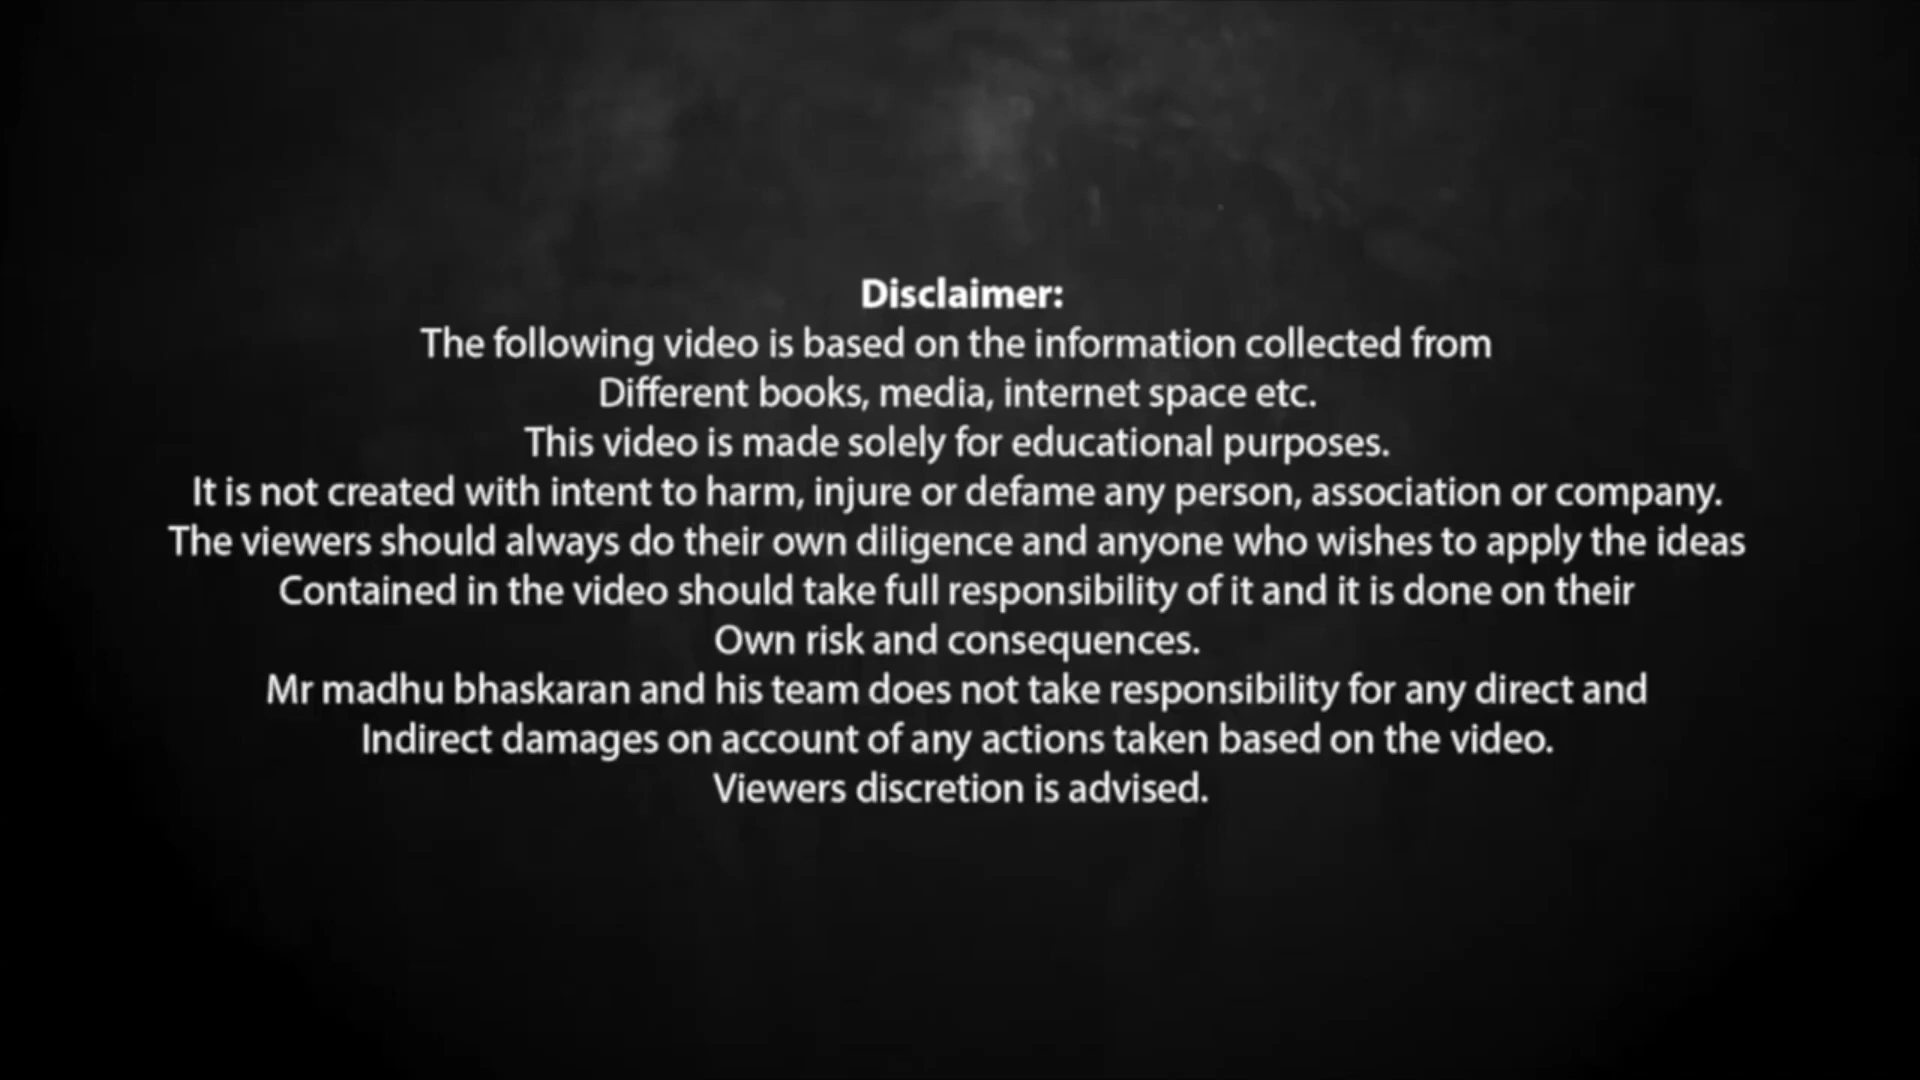 Disclaimer:
The following video is based on the information collected from
Different books, media, internet space etc.
This video is made solely for educational purposes.
It is not created with intent to harm, injure or defame any person, association or company.
The viewers should always do their own diligence and anyone who wishes to apply the ideas
Contained in the video should take full responsibility of it and it is done on their
Own risk and consequences.
Mr madhu bhaskaran and his team does not take responsibility for any direct and
Indirect damages on account of any actions taken based on the video.
Viewers discretion is advised.